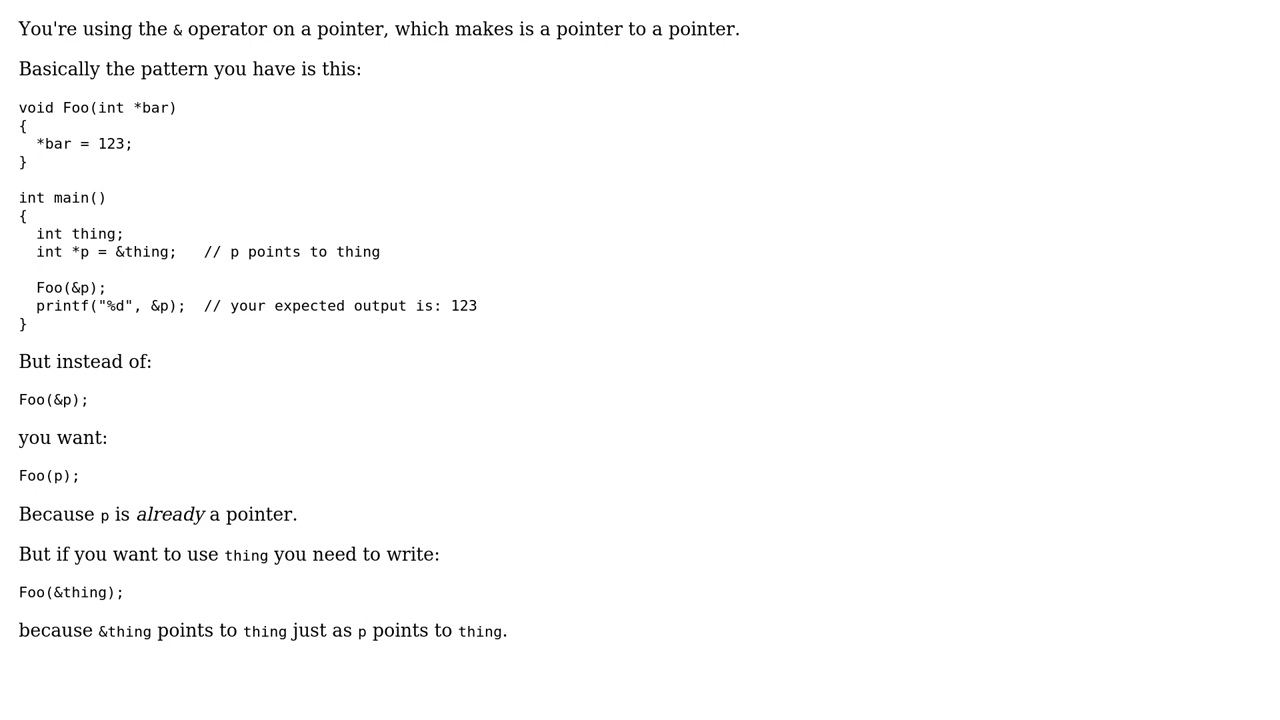 You're using the & operator on a pointer, which makes is a pointer to a pointer.
Basically the pattern you have is this:
void Foo(int *bar)
{
  *bar = 123;
}
int main()
{
  int thing;
  int *p = &thing;   // p points to thing
  Foo(&p);
  printf("%d", &p);  // your expected output is: 123
}
But instead of:
Foo(&p);
you want:
Foo(p);
Because p is already a pointer.
But if you want to use thing you need to write:
Foo(&thing);
because &thing points to thing just as p points to thing.